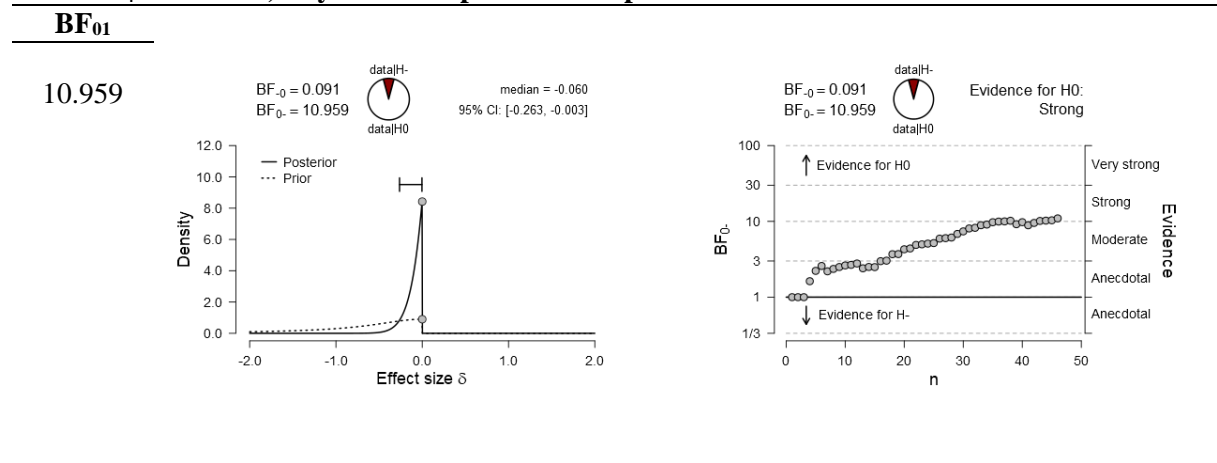 BF01
10.959
data|H-
BF-0 = 0.091
BF0- = 10.959
data|H0
median = -0.060
95% CI: [-0.263, -0.003]
12.0
10.0
8.0
6.0
4.0
2.0
0.0
Density
Posterior
Prior
-2.0 -1.0 0.0 1.0 2.0
Effect size δ
data|H-
BF-0 = 0.091
BF0- = 10.959
data|H0
Evidence for H0:
Strong
100
30
10
3
1
1/3
BF0-
Evidence for H0
Evidence for H-
Very strong
Strong
Moderate
Anecdotal
Anecdotal
Evidence
0 10 20 30 40 50
n